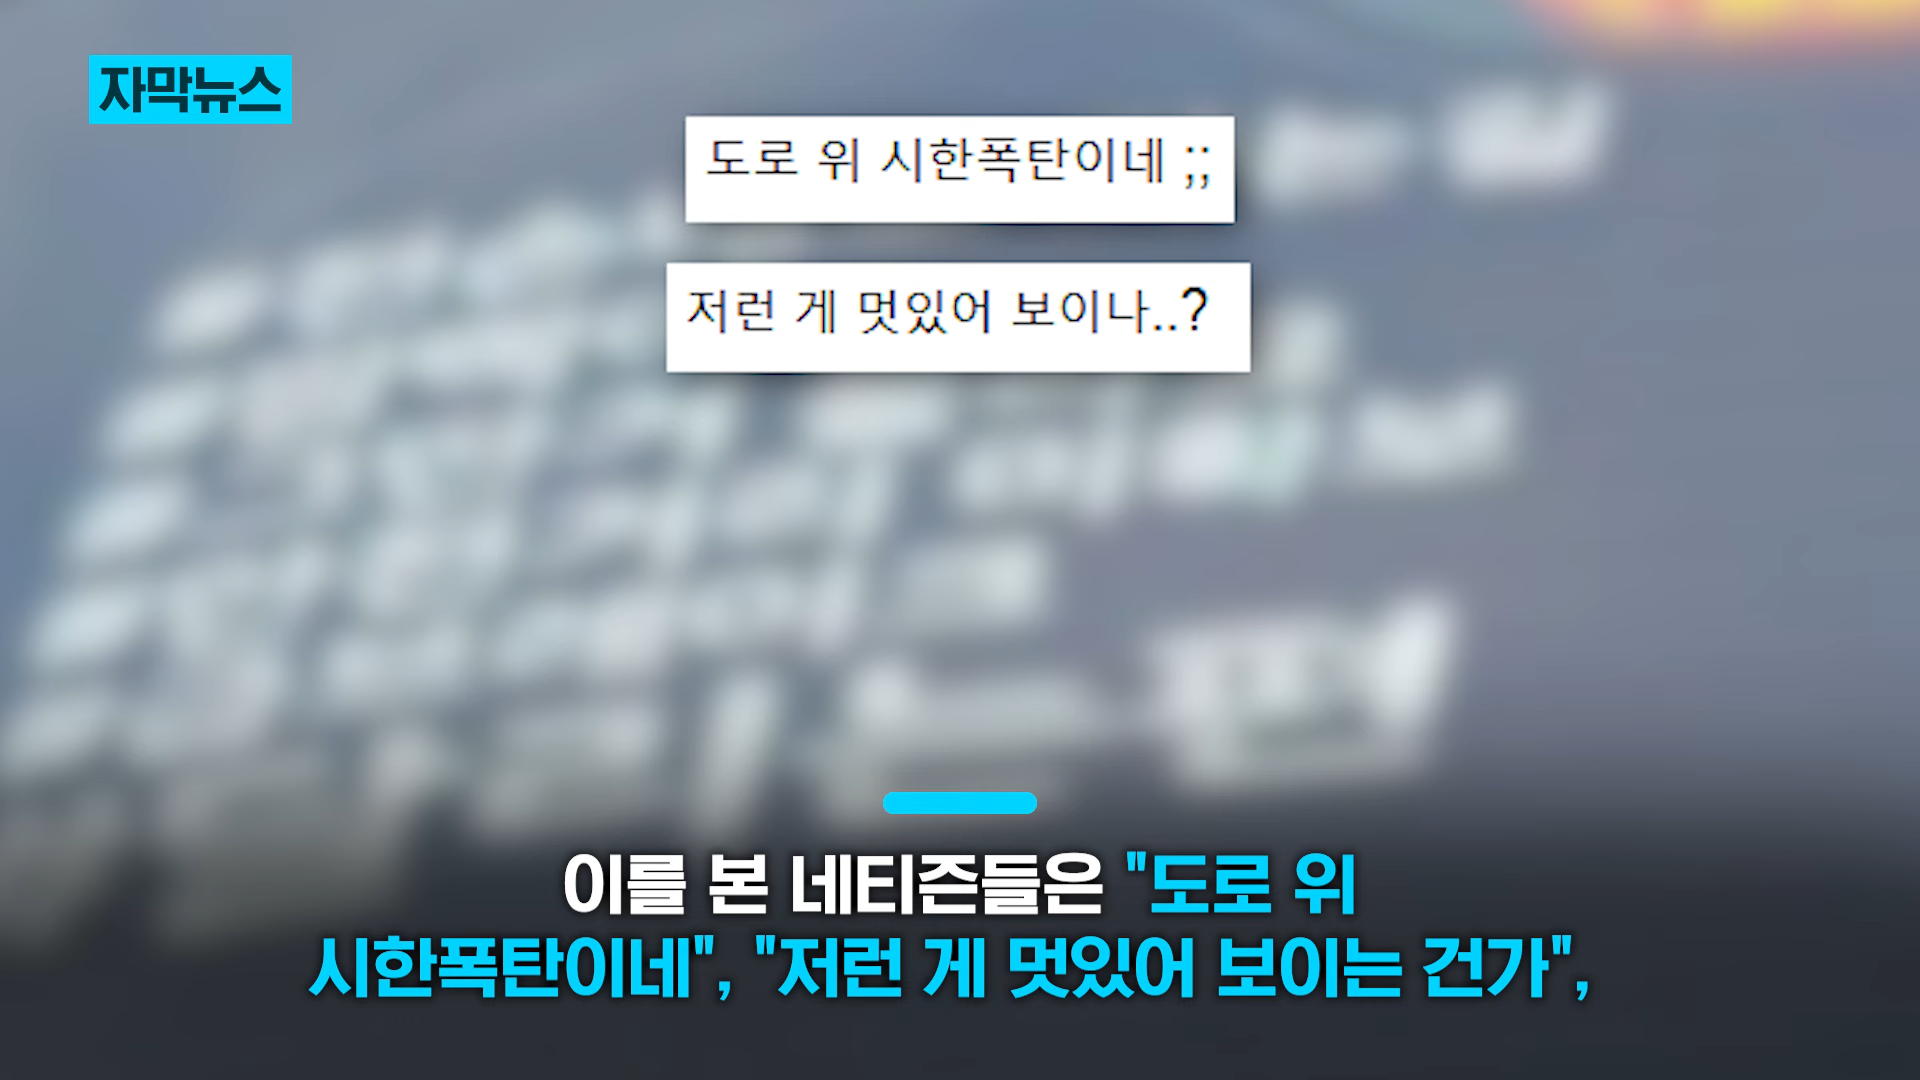 자막뉴스
도로 위 시한폭탄이네 ;;
저런 게 멋있어 보이나..?
이를 본 네티즌들은 "도로 위
시한폭탄이네", "저런 게 멋있어 보이는 건가",